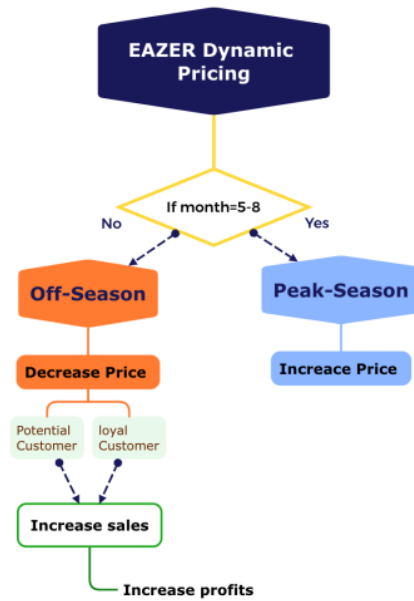 EAZER Dynamic
Pricing
If month=5-8
No
Yes
Off-Season
Peak-Season
Decrease Price
Increace Price
Potential
Customer
loyal
Customer
Increase sales
Increase profits